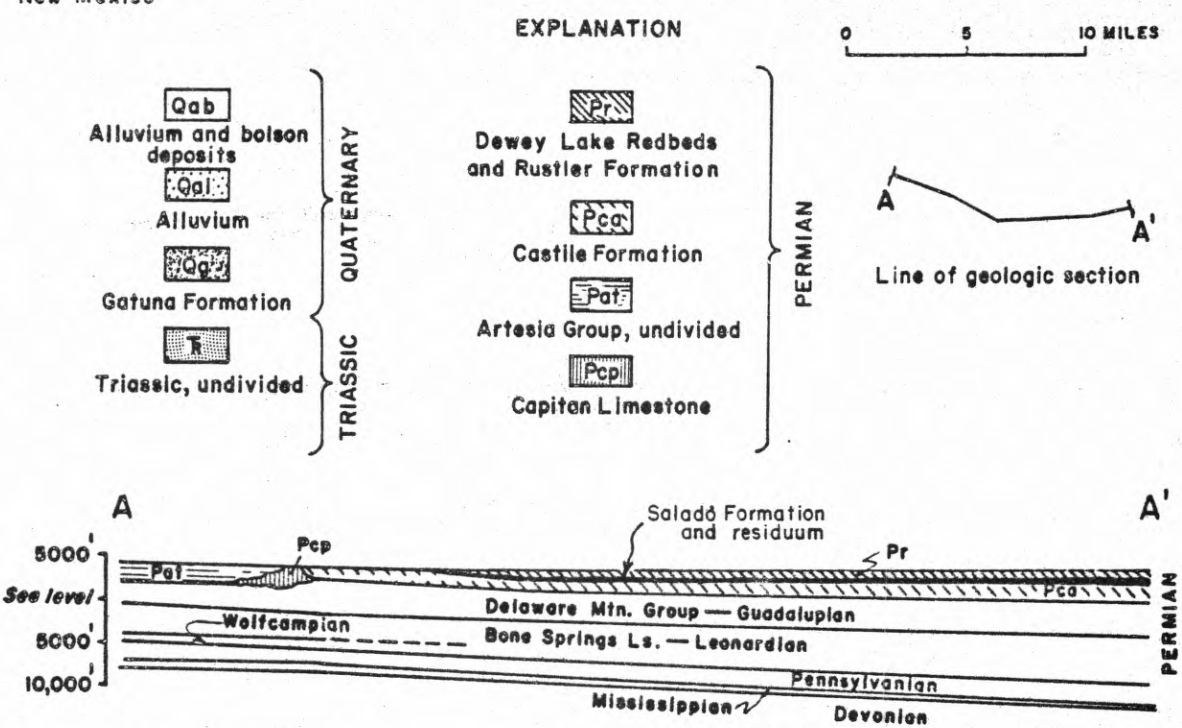 New Mexico
EXPLANATION
0 5 10 MILES
Qab
Alluvium and bolson
deposits
Qal
Alluvium
Qg
Gatuna Formation
QUATERNARY
TR
Triassic, undivided
TRIASSIC
Pr
Dewey Lake Redbeds
and Rustler Formation
Pca
Castile Formation
Pat
Artesia Group, undivided
Pcp
Capitan Limestone
PERMIAN
A
A'
Line of geologic section
A
A'
Salado Formation
and residuum
Pcp
Pr
5000'
Pat
Pca
Sea level
Delaware Mtn. Group — Guadalupian
Wolfcampian
5000'
Bone Springs Ls. — Leonardian
Pennsylvanian
10,000'
Mississippian
Devonian
PERMIAN